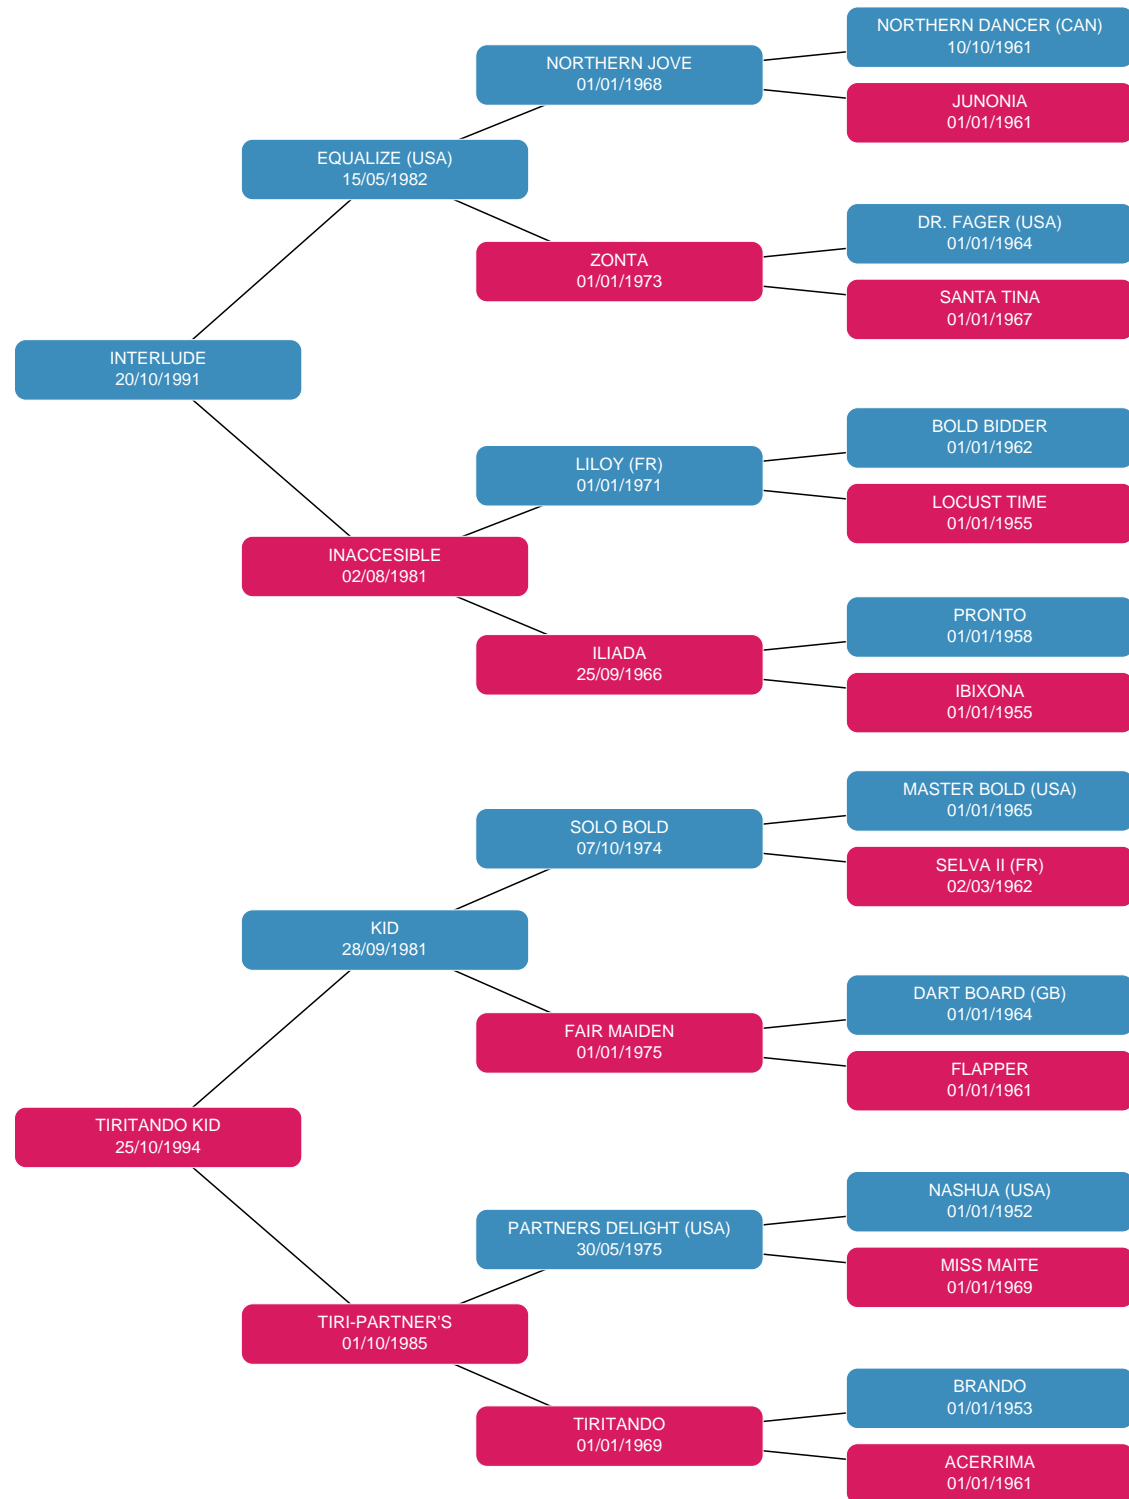 NORTHERN DANCER (CAN)
10/10/1961
NORTHERN JOVE
01/01/1968
JUNONIA
01/01/1961
EQUALIZE (USA)
15/05/1982
DR. FAGER (USA)
01/01/1964
ZONTA
01/01/1973
SANTA TINA
01/01/1967
INTERLUDE
20/10/1991
BOLD BIDDER
01/01/1962
LILOY (FR)
01/01/1971
LOCUST TIME
01/01/1955
INACCESIBLE
02/08/1981
PRONTO
01/01/1958
ILIADA
25/09/1966
IBIXONA
01/01/1955
MASTER BOLD (USA)
01/01/1965
SOLO BOLD
07/10/1974
SELVA II (FR)
02/03/1962
KID
28/09/1981
DART BOARD (GB)
01/01/1964
FAIR MAIDEN
01/01/1975
FLAPPER
01/01/1961
TIRITANDO KID
25/10/1994
NASHUA (USA)
01/01/1952
PARTNERS DELIGHT (USA)
30/05/1975
MISS MAITE
01/01/1969
TIRI-PARTNER'S
01/10/1985
BRANDO
01/01/1953
TIRITANDO
01/01/1969
ACERRIMA
01/01/1961